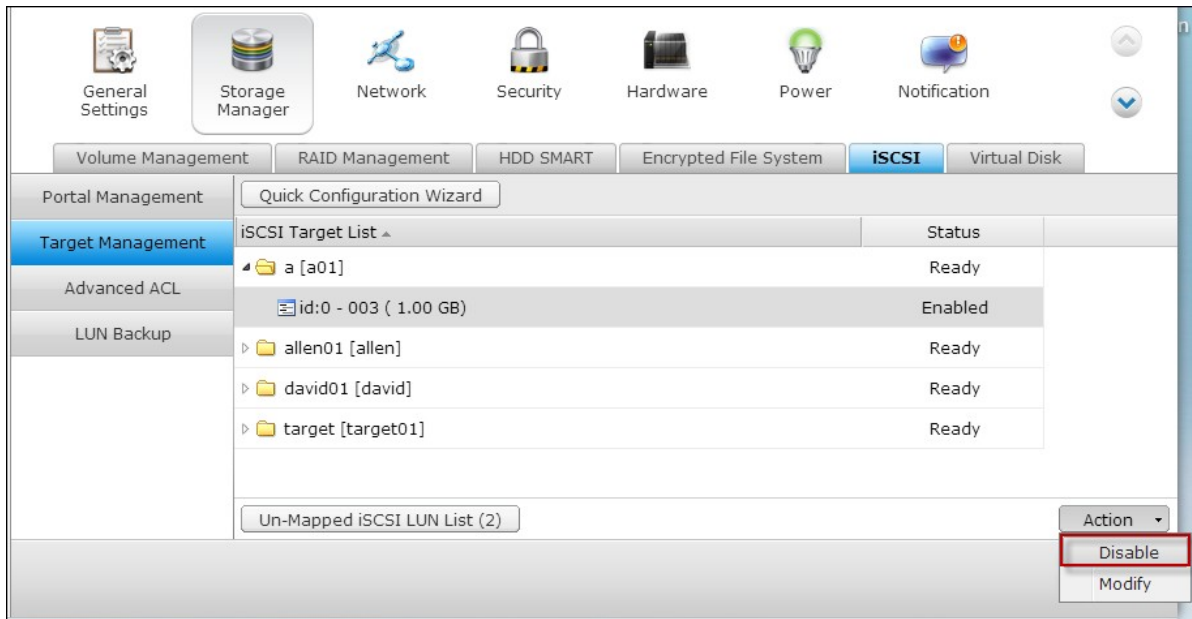 General Settings
Storage Manager
Network
Security
Hardware
Power
Notification
n
Volume Management
RAID Management
HDD SMART
Encrypted File System
iSCSI
Virtual Disk
Portal Management
Target Management
Advanced ACL
LUN Backup
Quick Configuration Wizard
iSCSI Target List Status
a [a01] Ready
id:0 - 003 ( 1.00 GB) Enabled
allen01 [allen] Ready
david01 [david] Ready
target [target01] Ready
Un-Mapped iSCSI LUN List (2)
Action
Disable
Modify